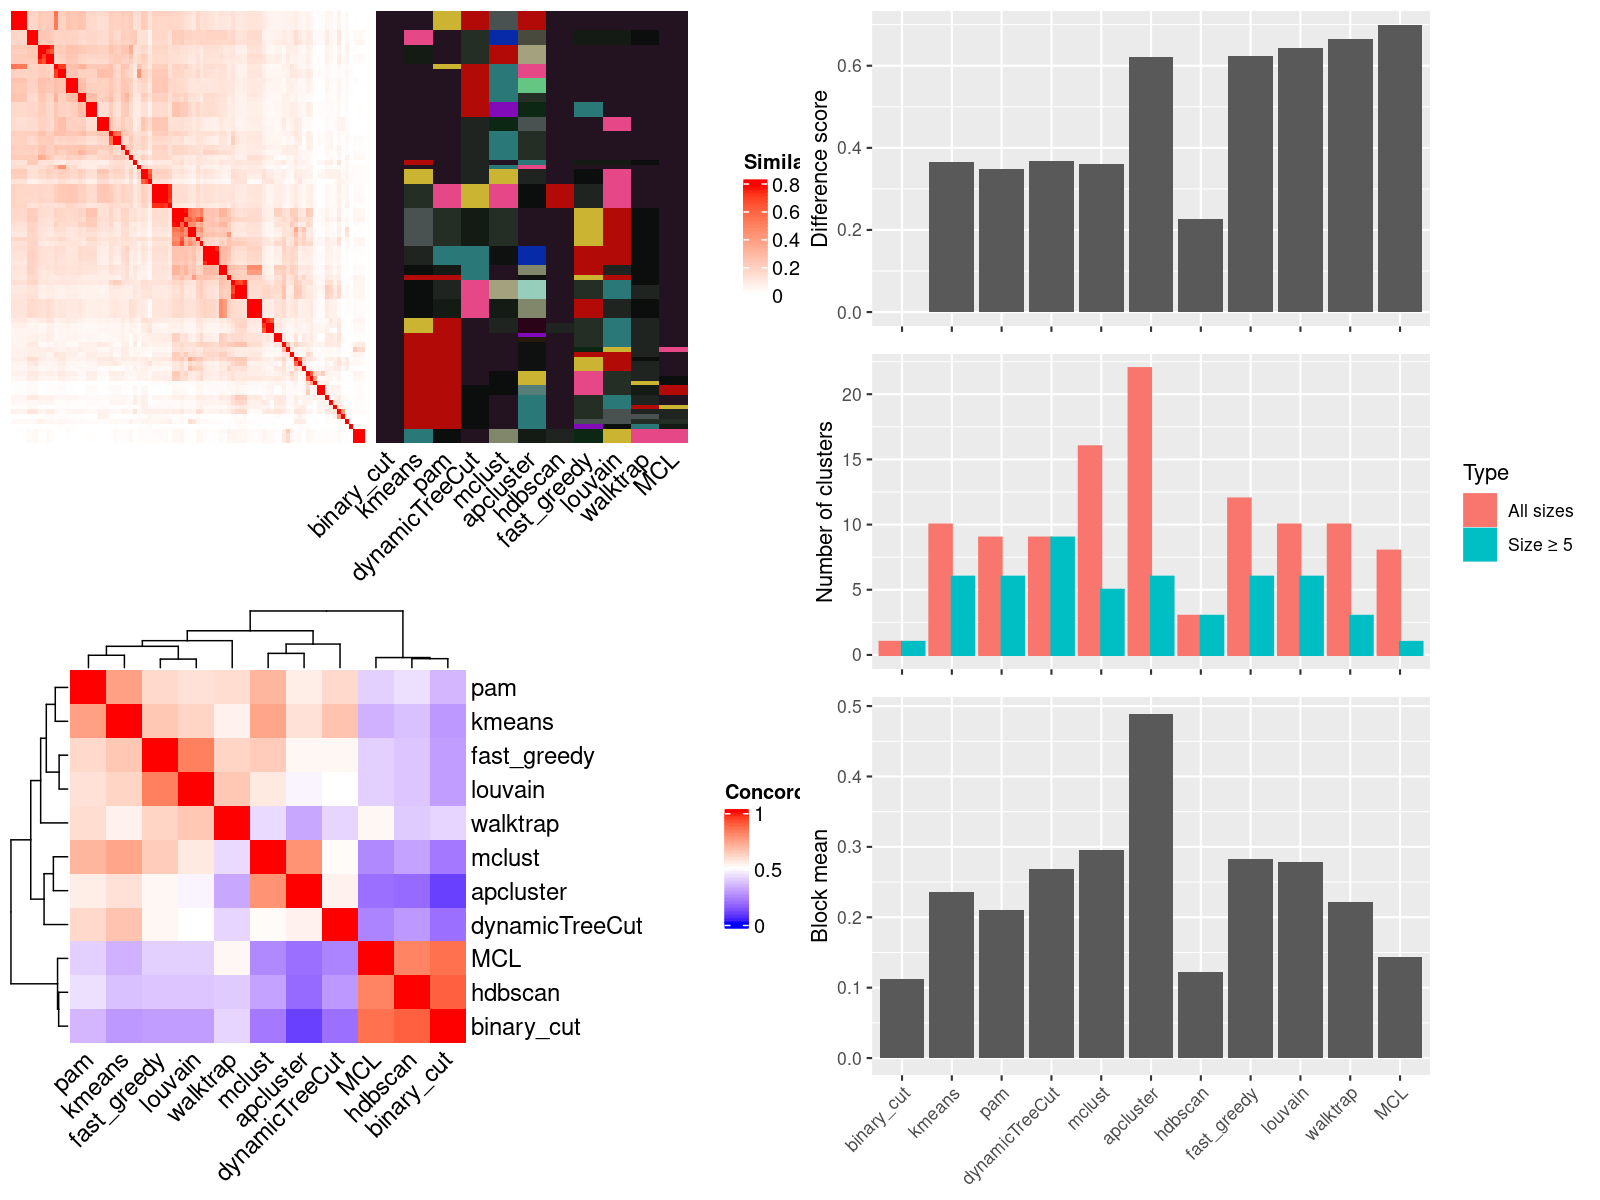 Simila
0.8
0.6
0.4
0.2
0
binary_cut
kmeans
pam
dynamicTreeCut
mclust
apcluster
hdbscan
fast_greedy
louvain
walktrap
MCL
pam
kmeans
fast_greedy
louvain
walktrap
mclust
apcluster
dynamicTreeCut
MCL
hdbscan
binary_cut
pam
kmeans
fast_greedy
louvain
walktrap
mclust
apcluster
dynamicTreeCut
MCL
hdbscan
binary_cut
Concord
1
0.5
0
Difference score
0.6
0.4
0.2
0.0
Number of clusters
20
15
10
5
0
Type
All sizes
Size ≥ 5
Block mean
0.5
0.4
0.3
0.2
0.1
0.0
binary_cut
kmeans
pam
dynamicTreeCut
mclust
apcluster
hdbscan
fast_greedy
louvain
walktrap
MCL